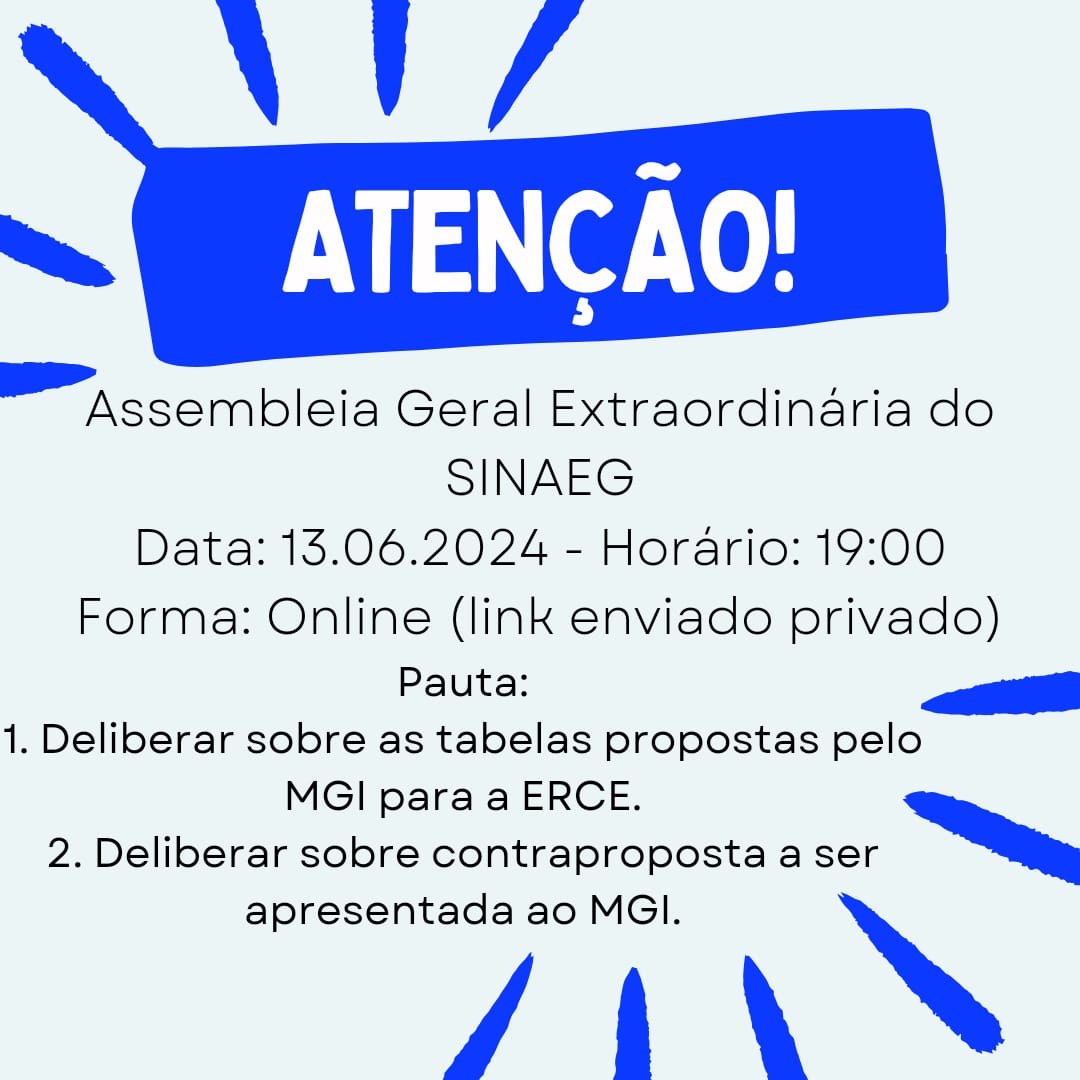 ATENÇÃO!
Assembleia Geral Extraordinária do
SINAEG
Data: 13.06.2024 - Horário: 19:00
Forma: Online (link enviado privado)
Pauta:
1. Deliberar sobre as tabelas propostas pelo
MGI para a ERCE.
2. Deliberar sobre contraproposta a ser
apresentada ao MGI.